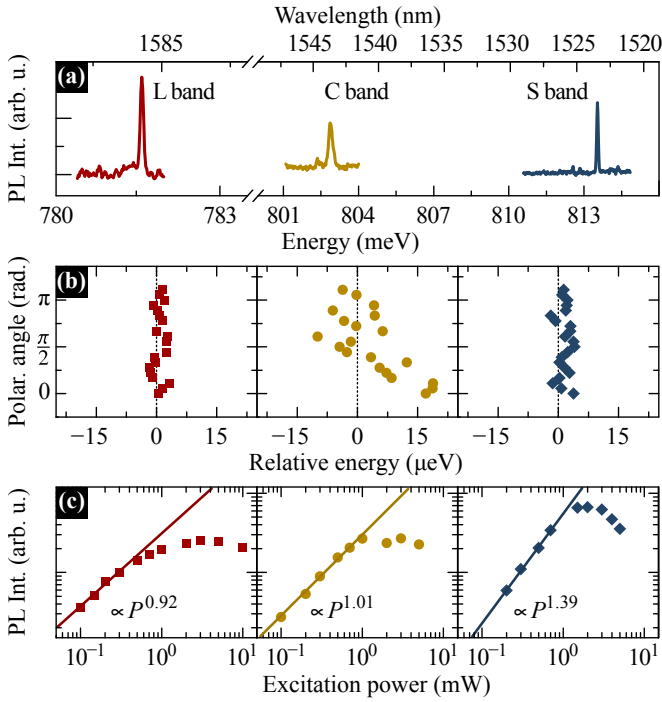 Wavelength (nm)
1585 1545 1540 1535 1530 1525 1520
(a)
L band C band S band
PL Int. (arb. u.)
780 783 801 804 807 810 813
Energy (meV)
(b)
Polar. angle (rad.)
π
π/2
0
−15 0 15 −15 0 15 −15 0 15
Relative energy (μeV)
(c)
PL Int. (arb. u.)
∝P^0.92 ∝P^1.01 ∝P^1.39
10^−1 10^0 10^1 10^−1 10^0 10^1 10^−1 10^0 10^1
Excitation power (mW)